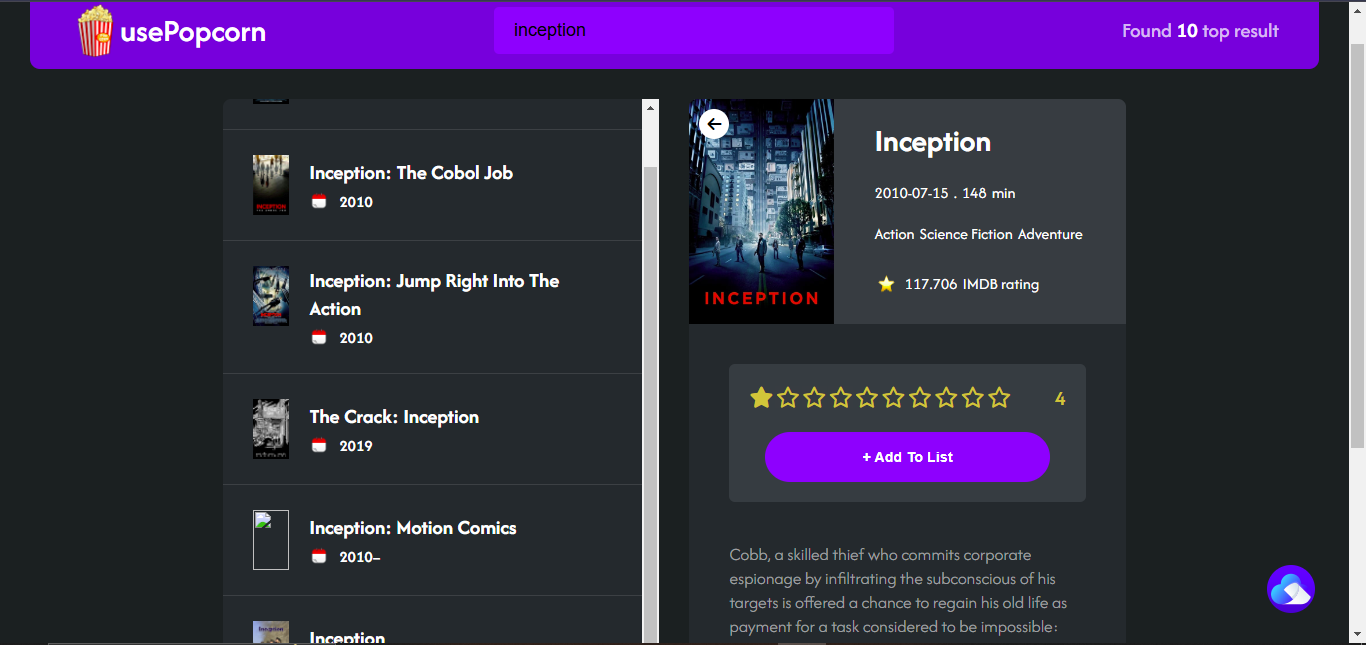 usePopcorn
inception
Found 10 top result
Inception: The Cobol Job
2010
Inception: Jump Right Into The
Action
2010
The Crack: Inception
2019
Inception: Motion Comics
2010–
Inception
Inception
2010-07-15 . 148 min
Action Science Fiction Adventure
117.706 IMDB rating
INCEPTION
4
+ Add To List
Cobb, a skilled thief who commits corporate
espionage by infiltrating the subconscious of his
targets is offered a chance to regain his old life as
payment for a task considered to be impossible: